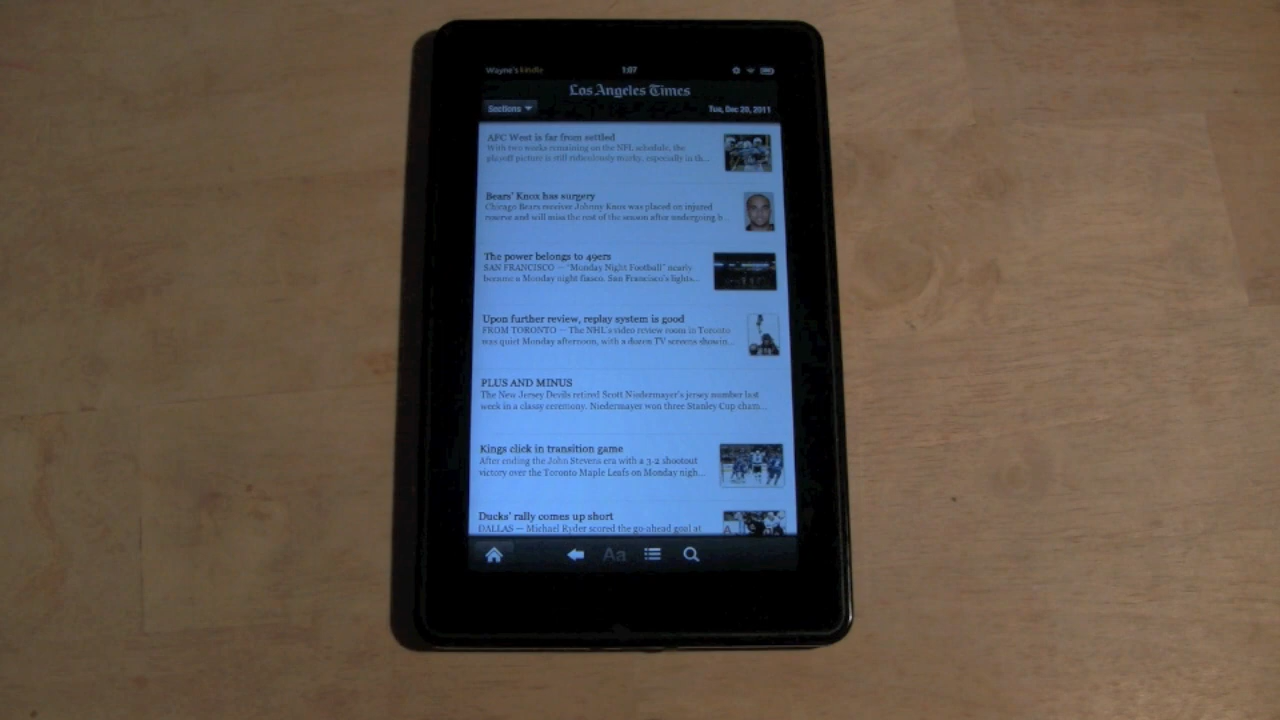 Wayne's kindle 1:07
Los Angeles Times
Sections Tue, Dec 20, 2011
AFC West is far from settled
With two weeks remaining on the NFL schedule, the
playoff picture is still ridiculously murky, especially in th...
Bears' Knox has surgery
Chicago Bears receiver Johnny Knox was placed on injured
reserve and will miss the rest of the season after undergoing b...
The power belongs to 49ers
SAN FRANCISCO — "Monday Night Football" nearly
became a Monday night fiasco. San Francisco's lights...
Upon further review, replay system is good
FROM TORONTO — The NHL's video review room in Toronto
was quiet Monday afternoon, with a dozen TV screens showin...
PLUS AND MINUS
The New Jersey Devils retired Scott Niedermayer's jersey number last
week in a classy ceremony. Niedermayer won three Stanley Cup cham...
Kings click in transition game
After ending the John Stevens era with a 3-2 shootout
victory over the Toronto Maple Leafs on Monday nigh...
Ducks' rally comes up short
DALLAS — Michael Ryder scored the go-ahead goal at
Aa